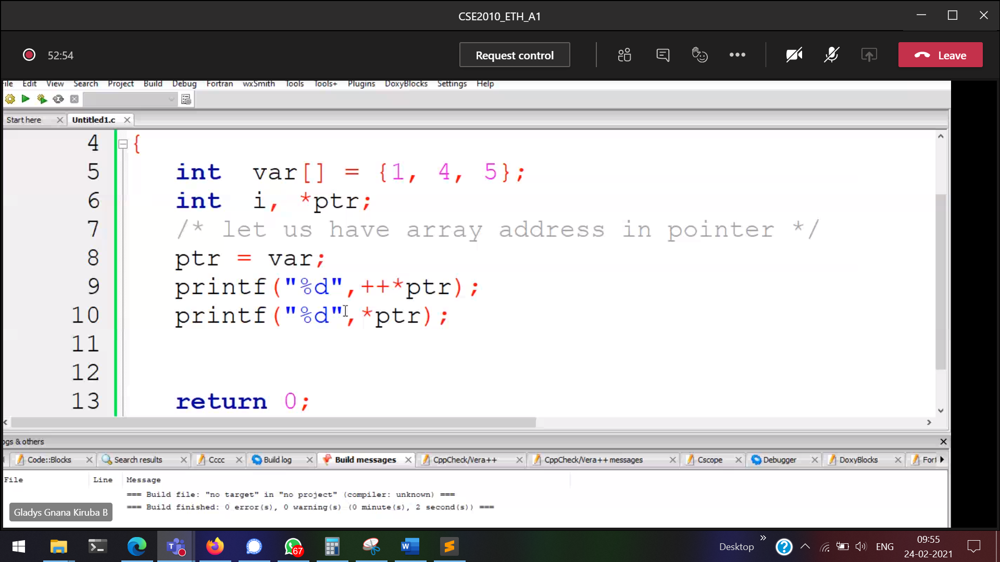 CSE2010_ETH_A1
52:54
Request control
Leave
ile Edit View Search Project Build Debug Fortran wxSmith Tools Tools+ Plugins DoxyBlocks Settings Help
Start here
Untitled1.c
4 {
5 int var[] = {1, 4, 5};
6 int i, *ptr;
7 /* let us have array address in pointer */
8 ptr = var;
9 printf("%d",++*ptr);
10 printf("%d",*ptr);
11
12
13 return 0;
ogs & others
Code::Blocks Search results Cccc Build log Build messages CppCheck/Vera++ CppCheck/Vera++ messages Cscope Debugger DoxyBlocks Fort
File Line Message
=== Build file: "no target" in "no project" (compiler: unknown) ===
=== Build finished: 0 error(s), 0 warning(s) (0 minute(s), 2 second(s)) ===
Gladys Gnana Kiruba B
67
Desktop
ENG
09:55
24-02-2021